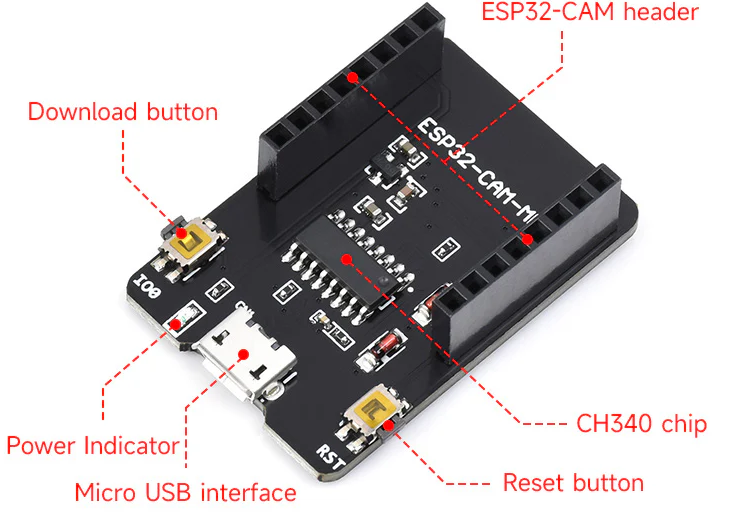 ESP32-CAM header
Download button
ESP32-CAM-M
IO0
Power Indicator
Micro USB interface
RST
CH340 chip
Reset button